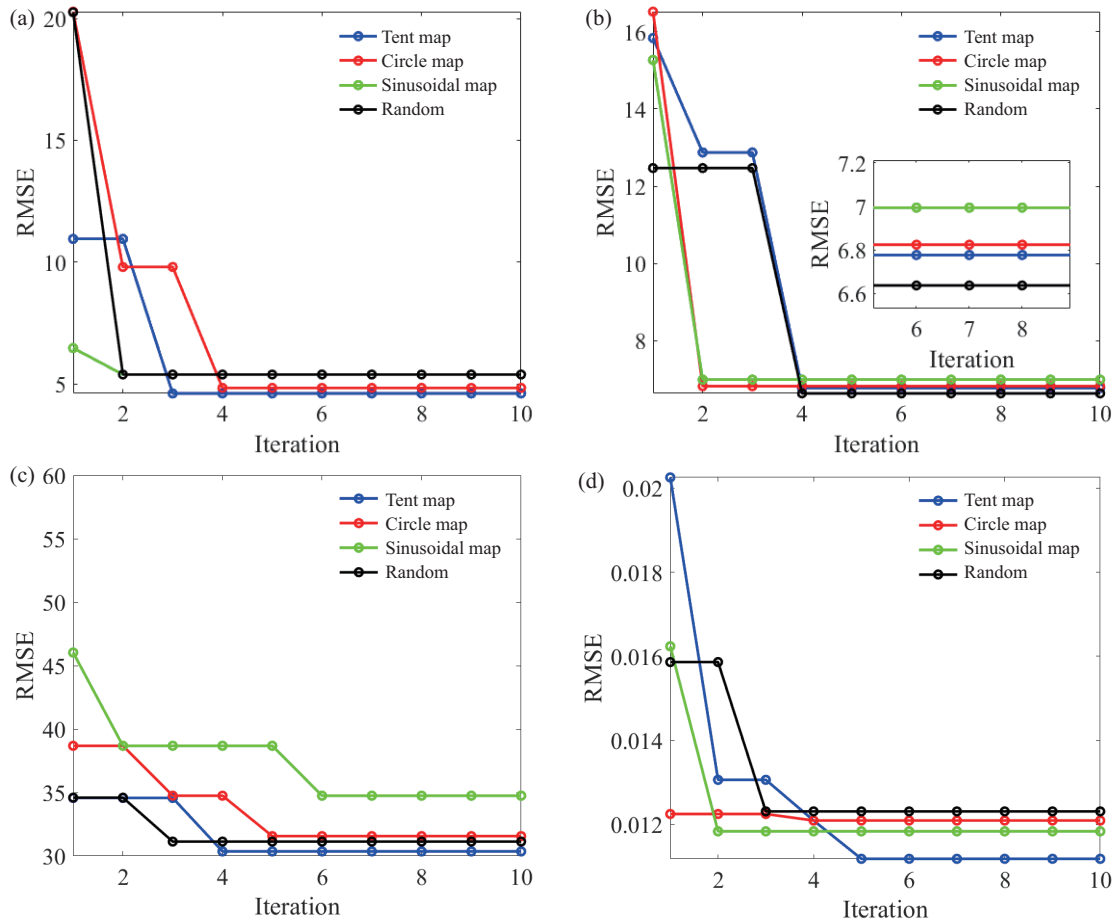 (a)
20
15
10
5
RMSE
Tent map
Circle map
Sinusoidal map
Random
2 4 6 8 10
Iteration
(b)
16
14
12
10
8
RMSE
Tent map
Circle map
Sinusoidal map
Random
7.2
7
6.8
6.6
RMSE
6 7 8
Iteration
2 4 6 8 10
Iteration
(c)
60
55
50
45
40
35
30
RMSE
Tent map
Circle map
Sinusoidal map
Random
2 4 6 8 10
Iteration
(d)
0.02
0.018
0.016
0.014
0.012
RMSE
Tent map
Circle map
Sinusoidal map
Random
2 4 6 8 10
Iteration